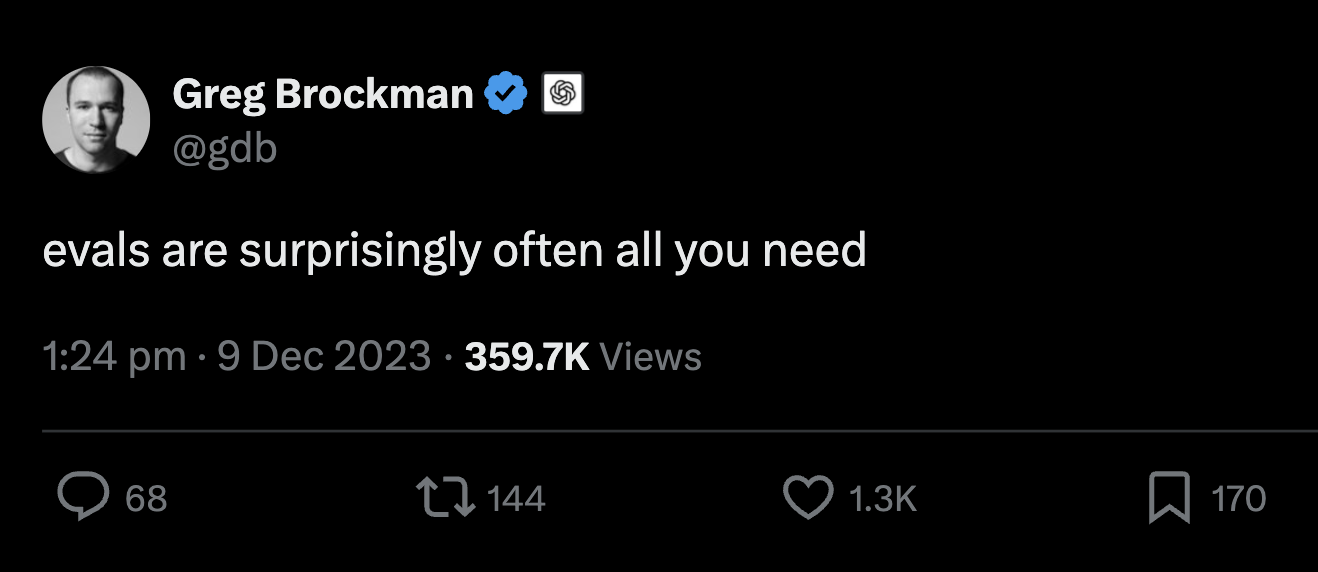 Greg Brockman
@gdb
evals are surprisingly often all you need
1:24 pm · 9 Dec 2023 · 359.7K Views
68 144 1.3K 170